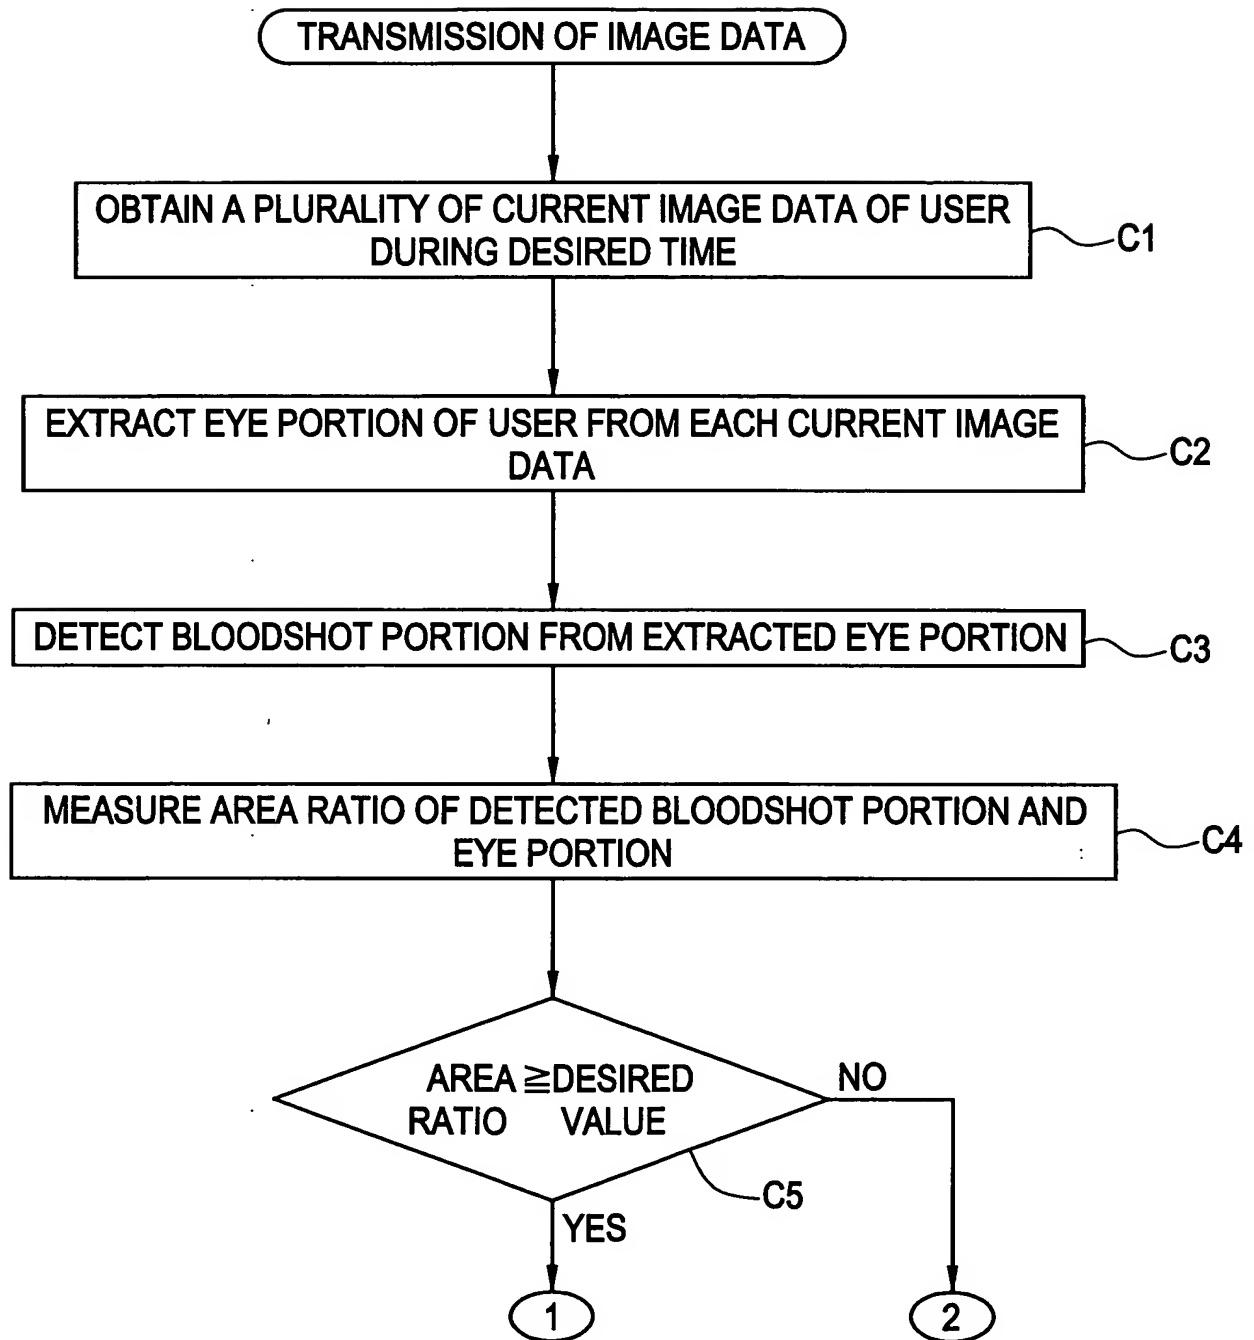 TRANSMISSION OF IMAGE DATA
OBTAIN A PLURALITY OF CURRENT IMAGE DATA OF USER
DURING DESIRED TIME
C1
EXTRACT EYE PORTION OF USER FROM EACH CURRENT IMAGE
DATA
C2
DETECT BLOODSHOT PORTION FROM EXTRACTED EYE PORTION
C3
MEASURE AREA RATIO OF DETECTED BLOODSHOT PORTION AND
EYE PORTION
C4
AREA ≧ DESIRED
RATIO VALUE
NO
C5
YES
1
2